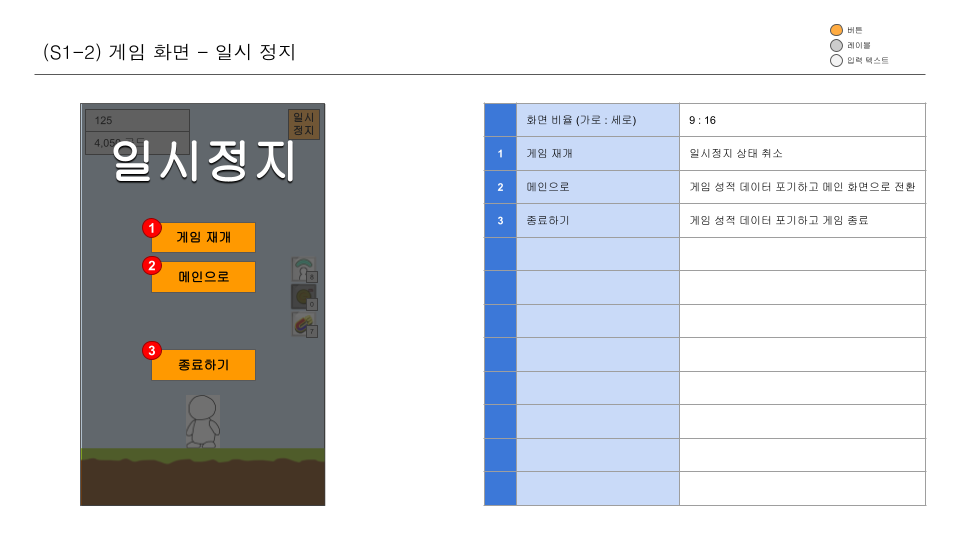 (S1-2) 게임 화면 - 일시 정지
버튼
레이블
입력 텍스트
125
일시
정지
4,050 골드
일시정지
1
게임 재개
2
메인으로
8
6
7
3
종료하기
화면 비율 (가로 : 세로) 9 : 16
1 게임 재개 일시정지 상태 취소
2 메인으로 게임 성적 데이터 포기하고 메인 화면으로 전환
3 종료하기 게임 성적 데이터 포기하고 게임 종료